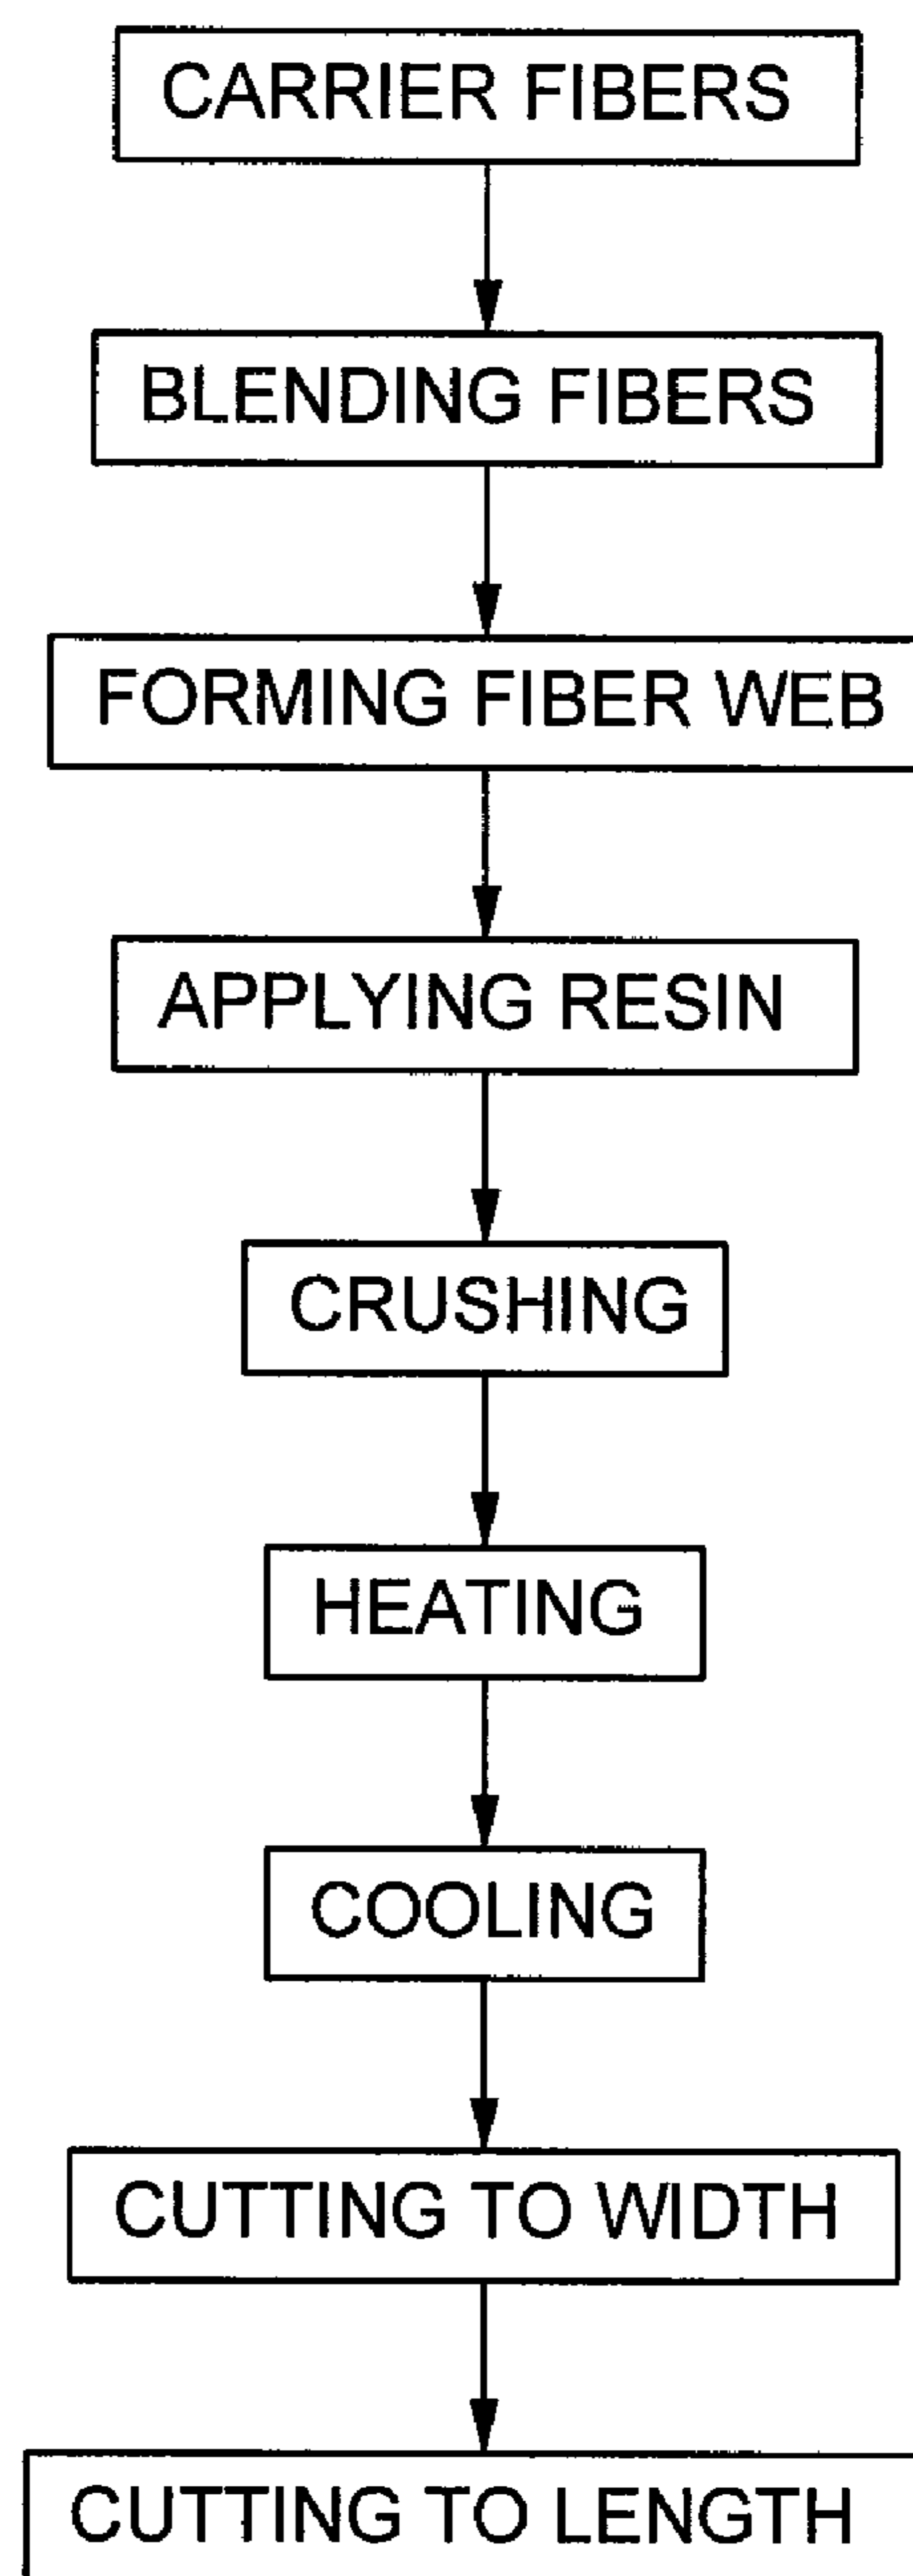 CARRIER FIBERS
BLENDING FIBERS
FORMING FIBER WEB
APPLYING RESIN
CRUSHING
HEATING
COOLING
CUTTING TO WIDTH
CUTTING TO LENGTH